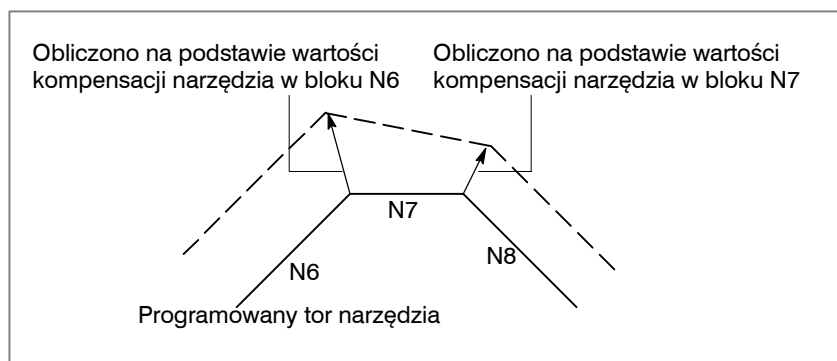 Obliczono na podstawie wartości
kompensacji narzędzia w bloku N6
Obliczono na podstawie wartości
kompensacji narzędzia w bloku N7
N7
N6
N8
Programowany tor narzędzia